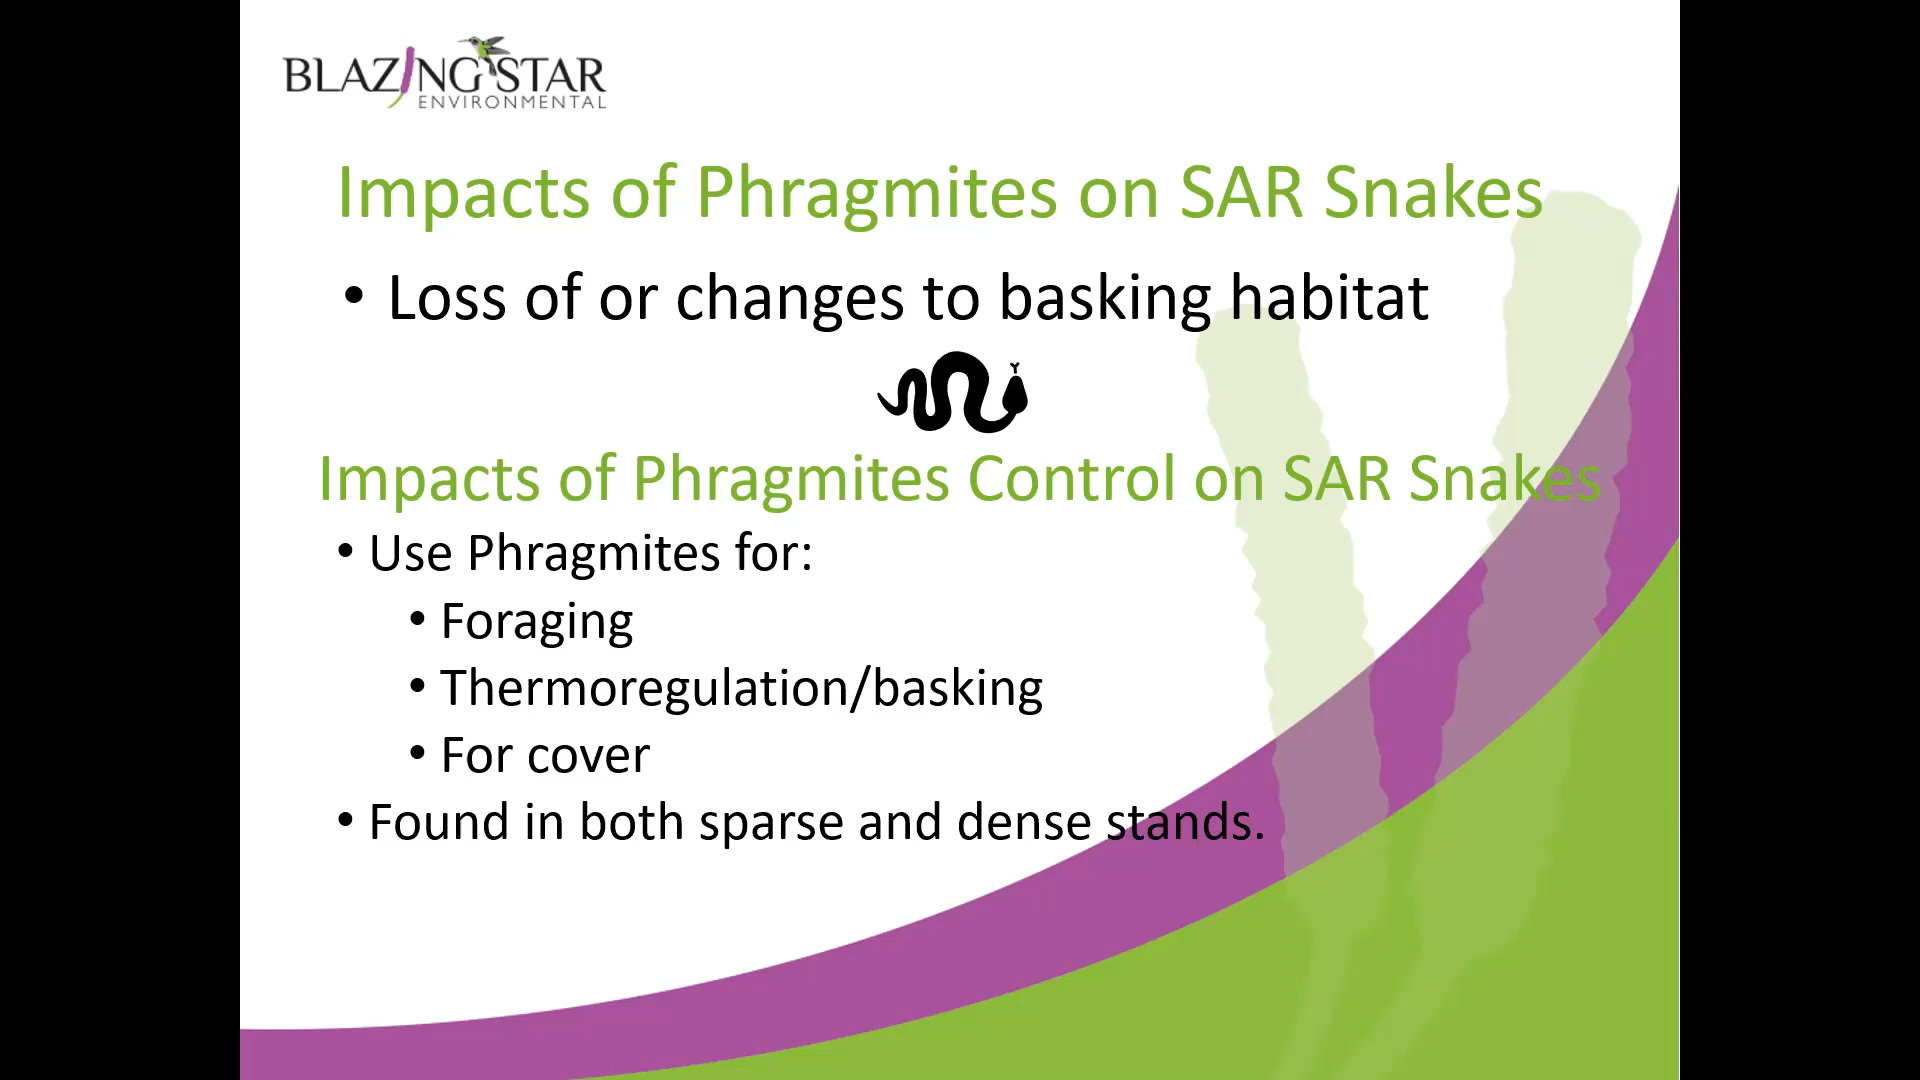 BLAZING STAR
ENVIRONMENTAL
Impacts of Phragmites on SAR Snakes
• Loss of or changes to basking habitat
Impacts of Phragmites Control on SAR Snakes
• Use Phragmites for:
• Foraging
• Thermoregulation/basking
• For cover
• Found in both sparse and dense stands.